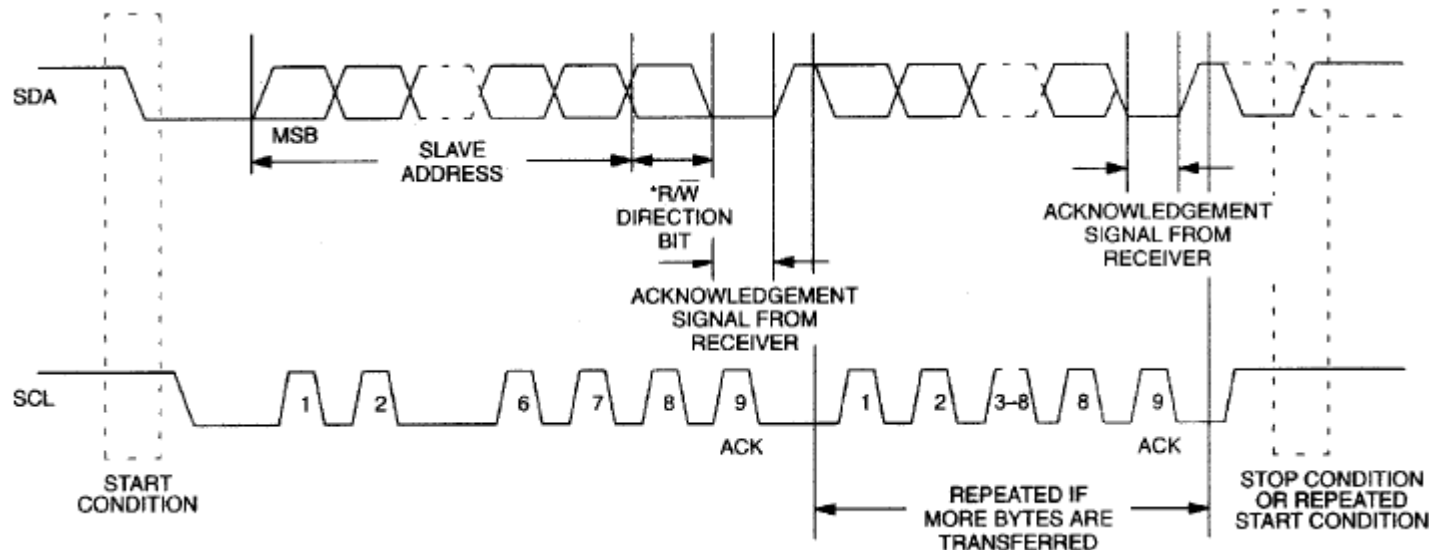 SDA
MSB
SLAVE
ADDRESS
*R/W̅
DIRECTION
BIT
ACKNOWLEDGEMENT
SIGNAL FROM
RECEIVER
ACKNOWLEDGEMENT
SIGNAL FROM
RECEIVER
SCL
1 2 6 7 8 9 1 2 3–8 8 9
ACK ACK
START
CONDITION
REPEATED IF
MORE BYTES ARE
TRANSFERRED
STOP CONDITION
OR REPEATED
START CONDITION